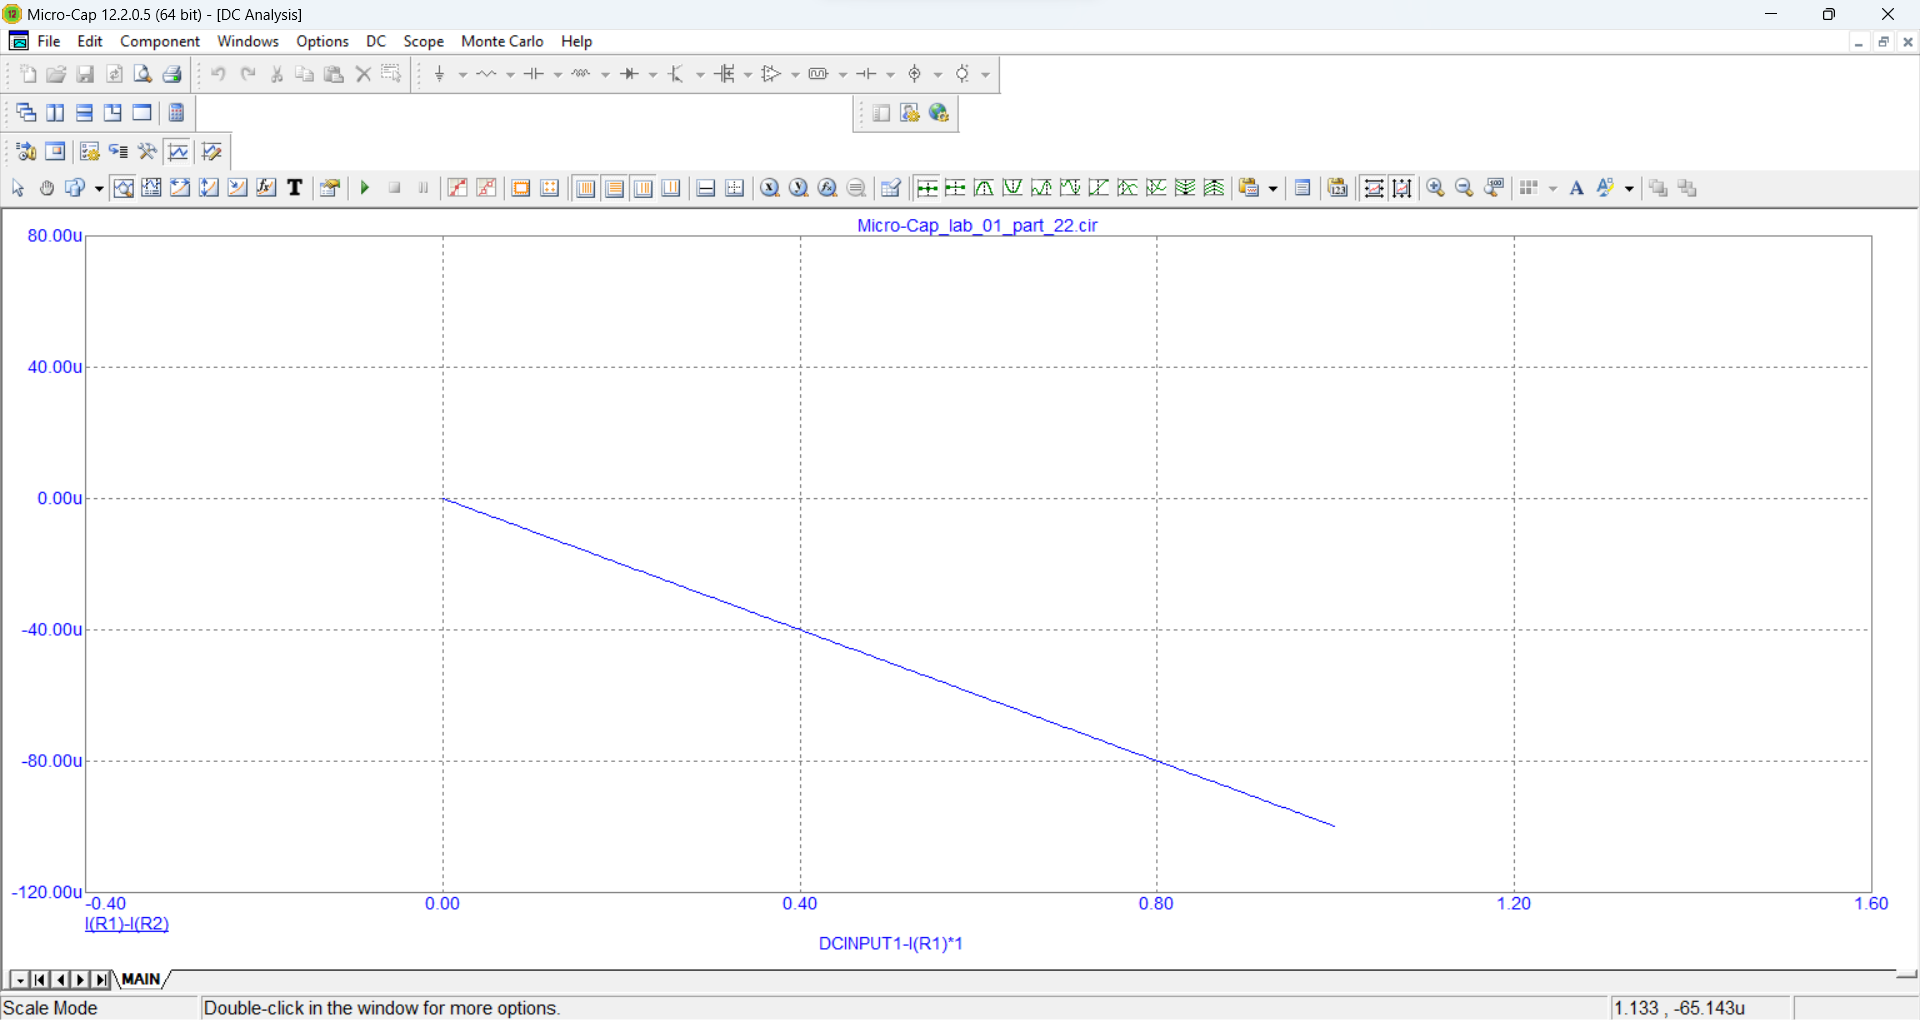 Micro-Cap 12.2.0.5 (64 bit) - [DC Analysis]
File Edit Component Windows Options DC Scope Monte Carlo Help
T
A
Micro-Cap_lab_01_part_22.cir
80.00u
40.00u
0.00u
-40.00u
-80.00u
-120.00u
-0.40 0.00 0.40 0.80 1.20 1.60
I(R1)-I(R2)
DCINPUT1-I(R1)*1
MAIN
Scale Mode Double-click in the window for more options. 1.133 , -65.143u